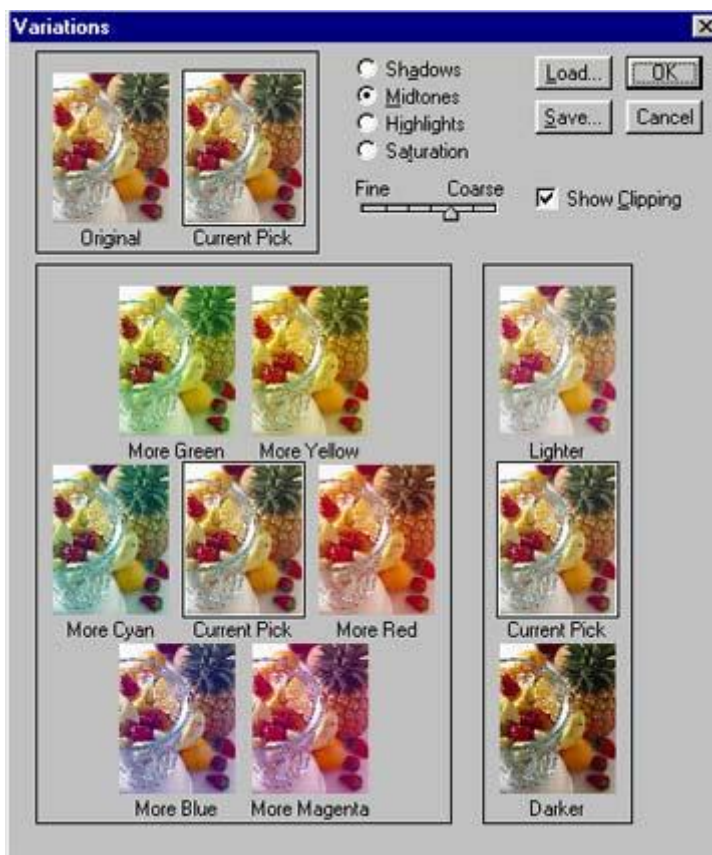 Variations
Shadows
Midtones
Highlights
Saturation
Load...
OK
Save...
Cancel
Fine
Coarse
Show Clipping
Original
Current Pick
More Green
More Yellow
Lighter
More Cyan
Current Pick
More Red
Current Pick
More Blue
More Magenta
Darker